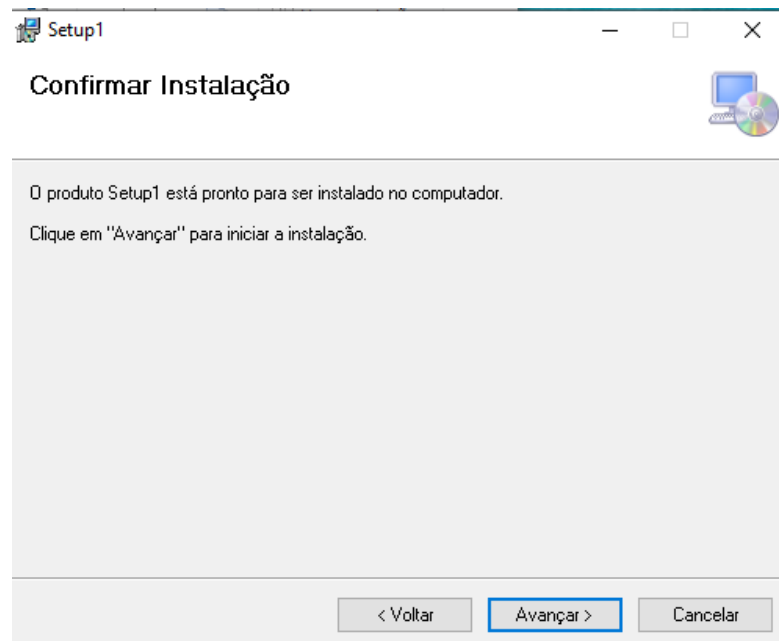 Setup1
Confirmar Instalação
O produto Setup1 está pronto para ser instalado no computador.
Clique em "Avançar" para iniciar a instalação.
< Voltar
Avançar >
Cancelar